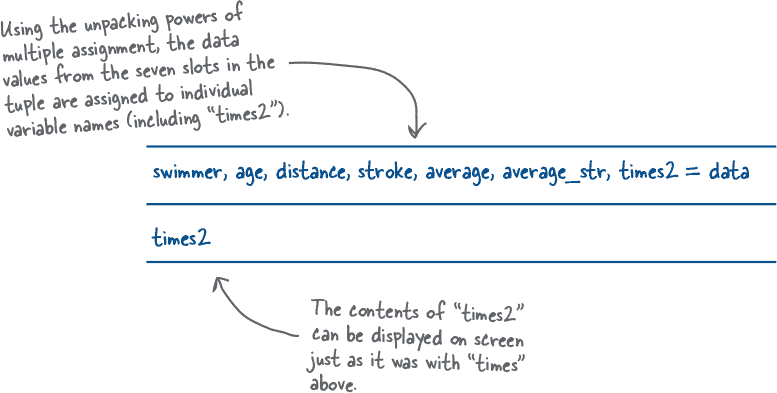 Using the unpacking powers of
multiple assignment, the data
values from the seven slots in the
tuple are assigned to individual
variable names (including “times2”).
swimmer, age, distance, stroke, average, average_str, times2 = data
times2
The contents of “times2”
can be displayed on screen
just as it was with “times”
above.